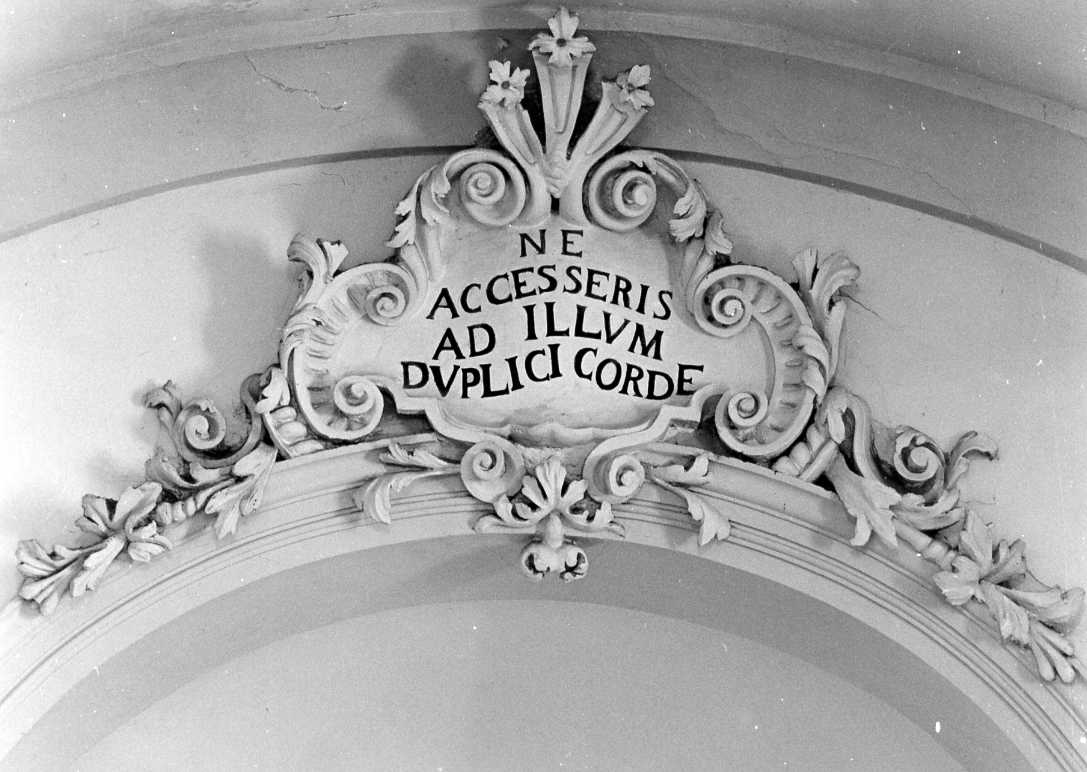 NE
ACCESSERIS
AD ILLVM
DVPLICI CORDE